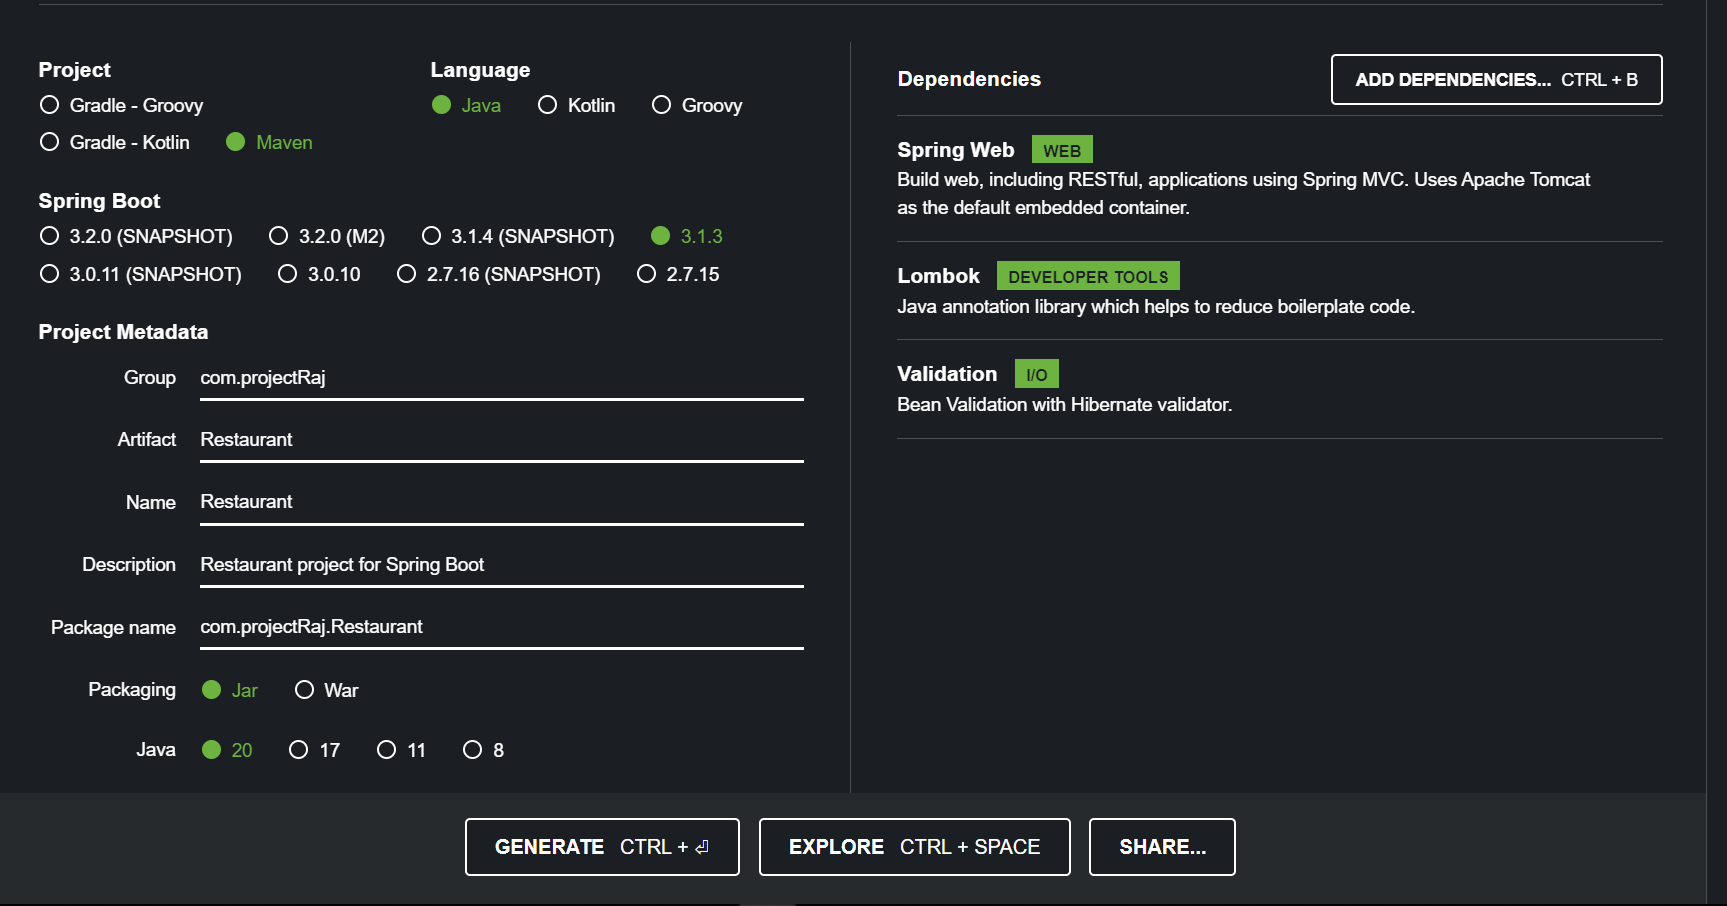 Project
Gradle - Groovy
Gradle - Kotlin Maven
Language
Java Kotlin Groovy
Spring Boot
3.2.0 (SNAPSHOT) 3.2.0 (M2) 3.1.4 (SNAPSHOT) 3.1.3
3.0.11 (SNAPSHOT) 3.0.10 2.7.16 (SNAPSHOT) 2.7.15
Project Metadata
Group com.projectRaj
Artifact Restaurant
Name Restaurant
Description Restaurant project for Spring Boot
Package name com.projectRaj.Restaurant
Packaging Jar War
Java 20 17 11 8
Dependencies ADD DEPENDENCIES... CTRL + B
Spring Web WEB
Build web, including RESTful, applications using Spring MVC. Uses Apache Tomcat
as the default embedded container.
Lombok DEVELOPER TOOLS
Java annotation library which helps to reduce boilerplate code.
Validation I/O
Bean Validation with Hibernate validator.
GENERATE CTRL + ⏎ EXPLORE CTRL + SPACE SHARE...